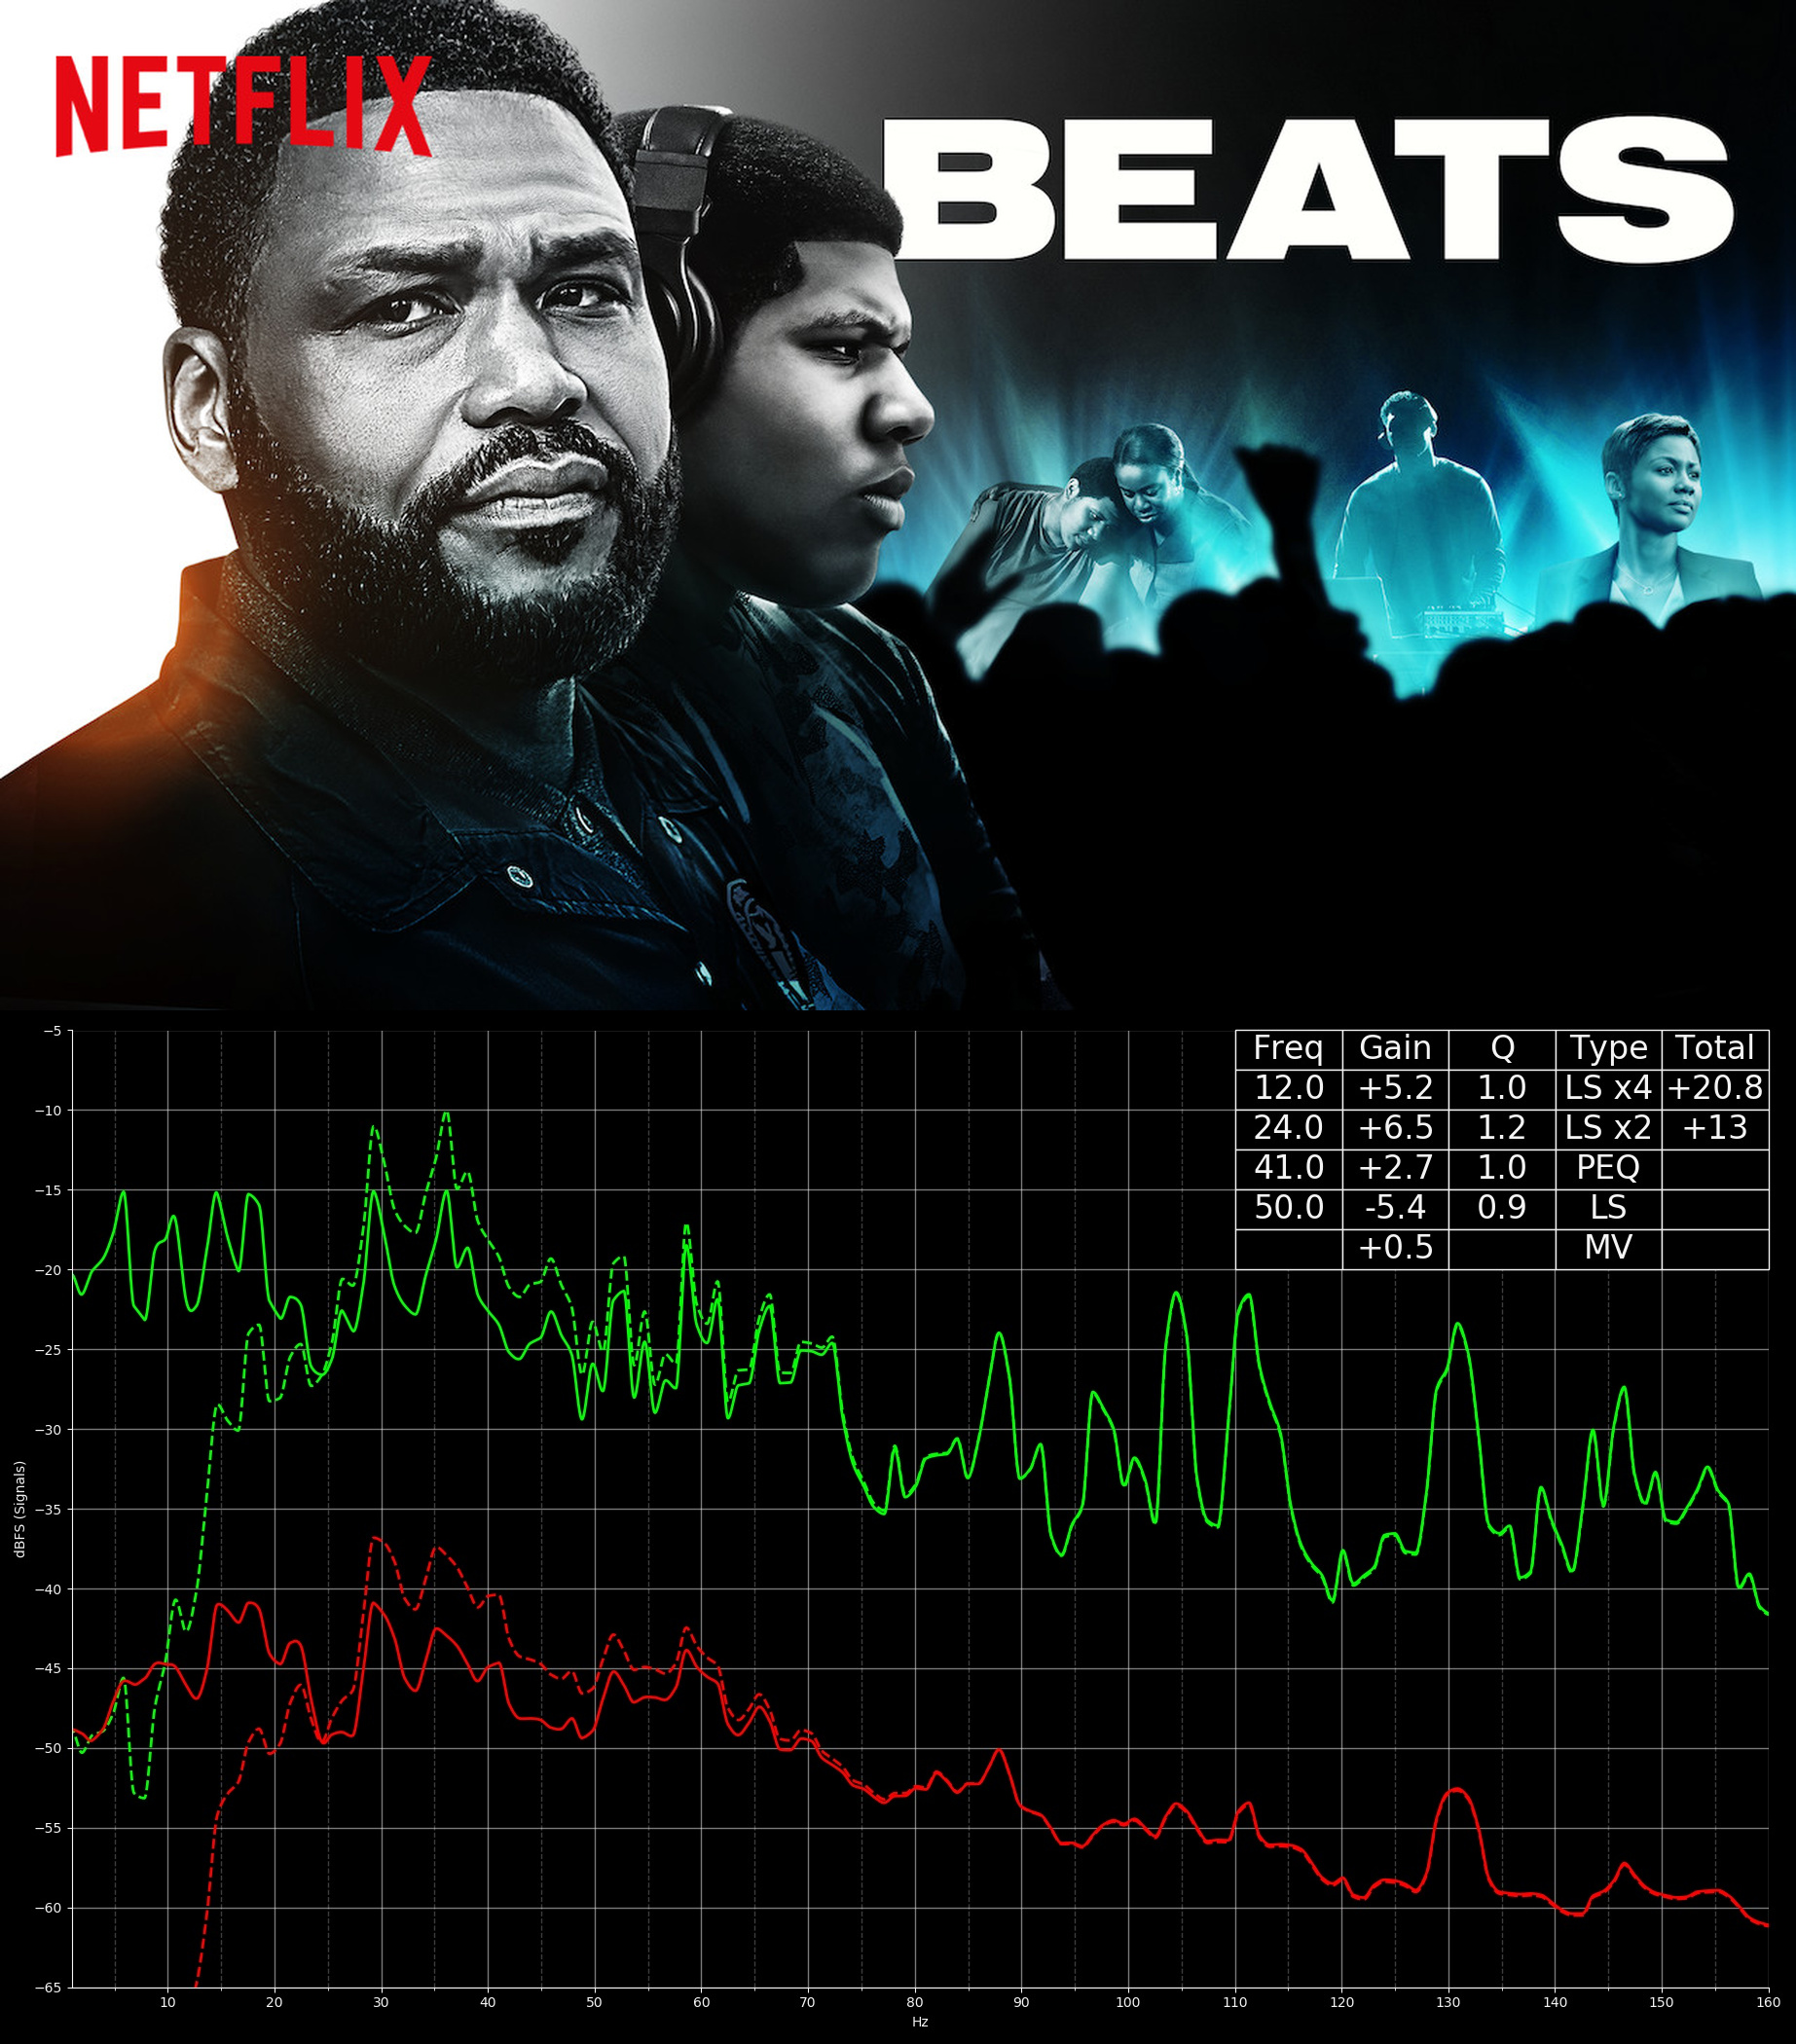 NETFLIX
BEATS
Freq Gain Q Type Total
12.0 +5.2 1.0 LS x4 +20.8
24.0 +6.5 1.2 LS x2 +13
41.0 +2.7 1.0 PEQ
50.0 -5.4 0.9 LS
+0.5 MV
−5
−10
−15
−20
−25
−30
−35
−40
−45
−50
−55
−60
−65
dBFS (Signals)
10 20 30 40 50 60 70 80 90 100 110 120 130 140 150 160
Hz